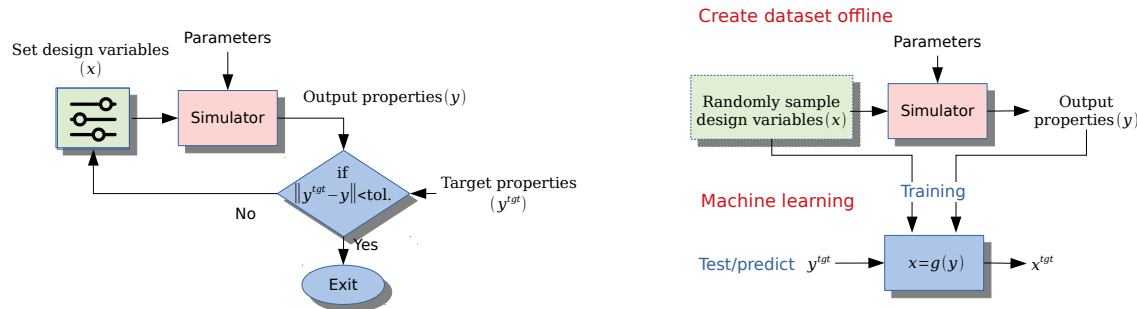 Set design variables
(x)
Parameters
Simulator
Output properties(y)
if
‖y^tgt−y‖<tol.
Target properties
(y^tgt)
No
Yes
Exit
Create dataset offline
Parameters
Randomly sample
design variables(x)
Simulator
Output
properties(y)
Training
Machine learning
Test/predict y^tgt
x=g(y)
x^tgt